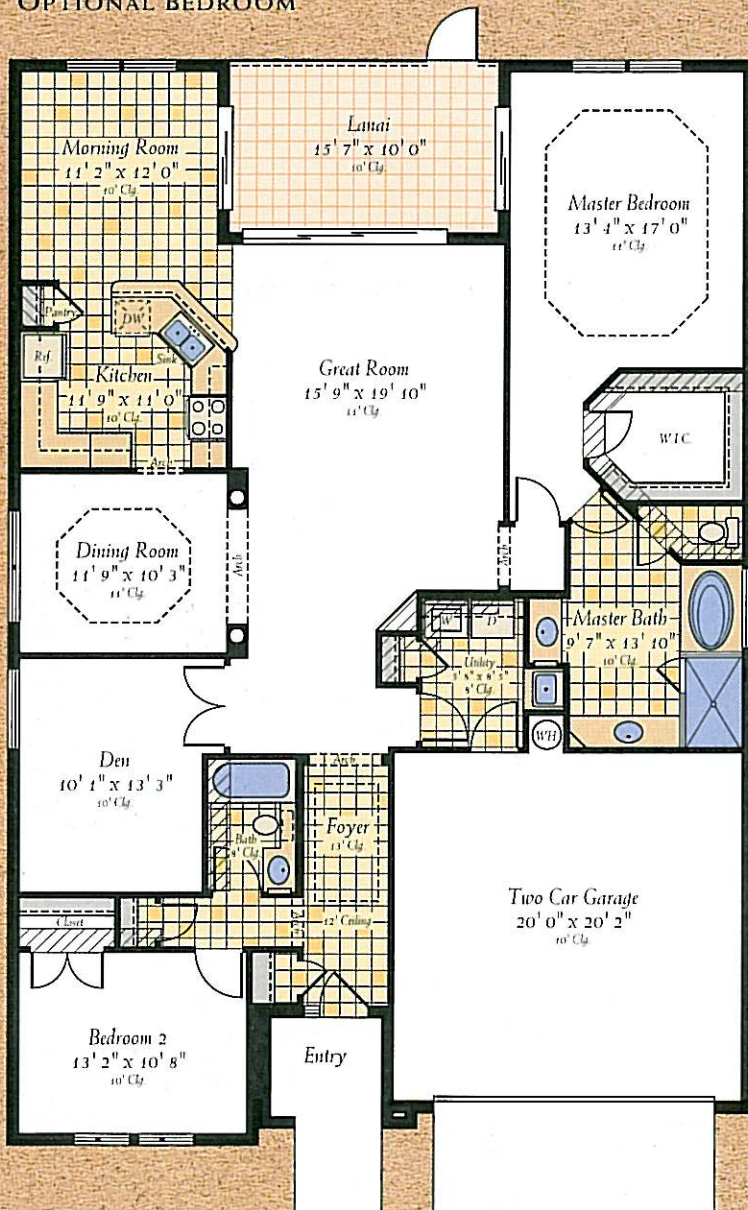 OPTIONAL BEDROOM
Lanai
15' 7" x 10' 0"
10' Clg.
Morning Room
11' 2" x 12' 0"
10' Clg.
Master Bedroom
13' 4" x 17' 0"
11' Clg.
Pantry
DW
Sink
Ref.
Kitchen
11' 9" x 11' 0"
10' Clg.
Arch
Great Room
15' 9" x 19' 10"
11' Clg.
WIC
Dining Room
11' 9" x 10' 3"
11' Clg.
Arch
Arch
W
D
Utility
5' 8" x 8' 5"
8' Clg.
Master Bath
9' 7" x 13' 10"
10' Clg.
WH
Den
10' 1" x 13' 3"
10' Clg.
Arch
Foyer
13' Clg.
Bath
8' Clg.
12' Ceiling
Arch
Closet
Two Car Garage
20' 0" x 20' 2"
10' Clg.
Bedroom 2
13' 2" x 10' 8"
10' Clg.
Entry